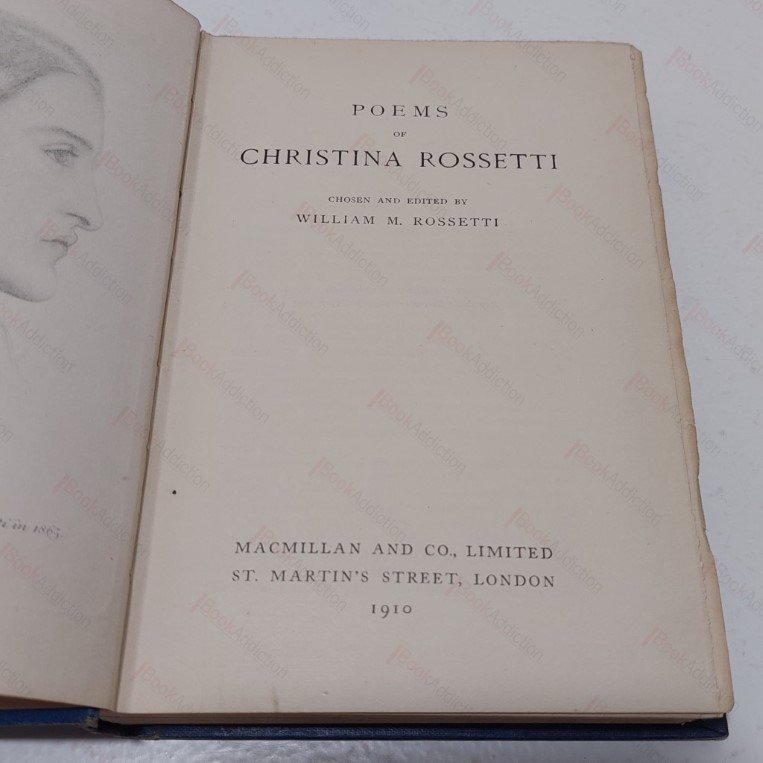 POEMS
OF
CHRISTINA ROSSETTI
CHOSEN AND EDITED BY
WILLIAM M. ROSSETTI
MACMILLAN AND CO., LIMITED
ST. MARTIN'S STREET, LONDON
1910
BookAddiction